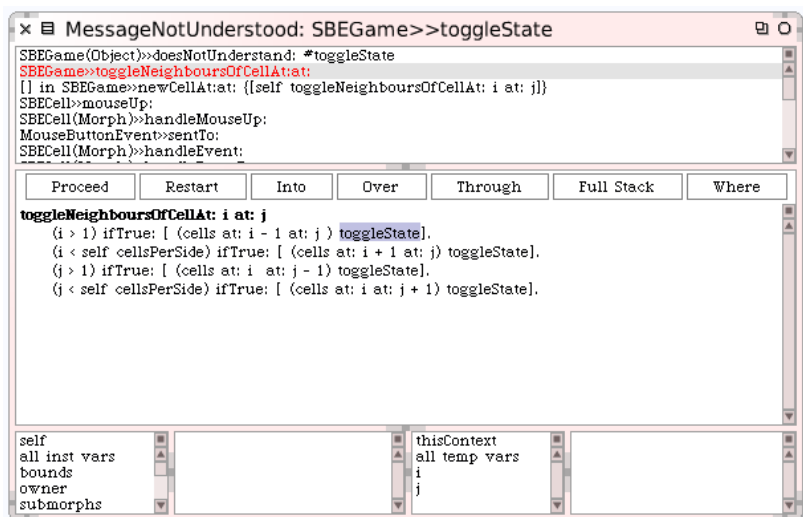 MessageNotUnderstood: SBEGame>>toggleState
SBEGame(Object)»doesNotUnderstand: #toggleState
SBEGame»toggleNeighboursOfCellAt:at:
[] in SBEGame»newCellAt:at: {[self toggleNeighboursOfCellAt: i at: j]}
SBECell»mouseUp:
SBECell(Morph)»handleMouseUp:
MouseButtonEvent»sentTo:
SBECell(Morph)»handleEvent:
Proceed Restart Into Over Through Full Stack Where
toggleNeighboursOfCellAt: i at: j
(i > 1) ifTrue: [ (cells at: i - 1 at: j ) toggleState].
(i < self cellsPerSide) ifTrue: [ (cells at: i + 1 at: j) toggleState].
(j > 1) ifTrue: [ (cells at: i at: j - 1) toggleState].
(j < self cellsPerSide) ifTrue: [ (cells at: i at: j + 1) toggleState].
self
all inst vars
bounds
owner
submorphs
thisContext
all temp vars
i
j